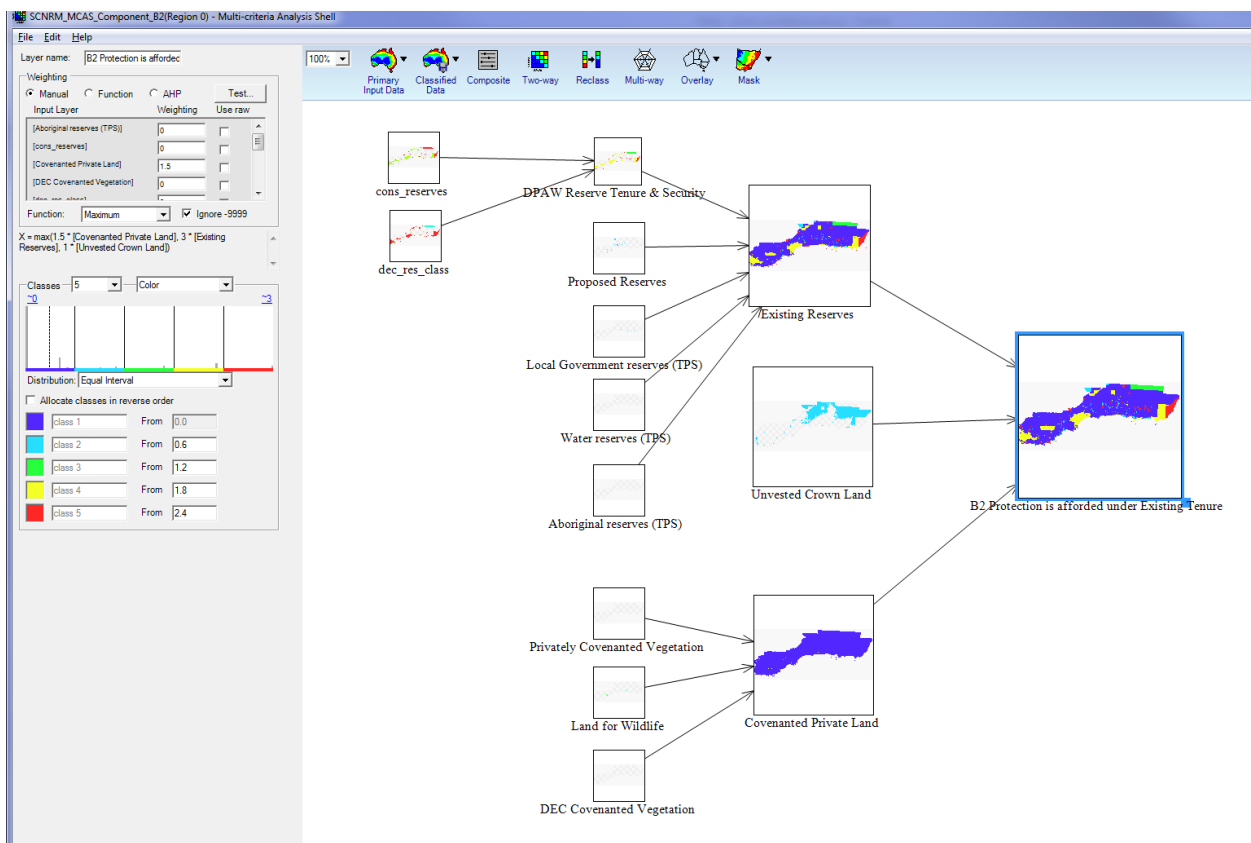 SCNRM_MCAS_Component_B2(Region 0) - Multi-criteria Analysis Shell
File Edit Help
Layer name: B2 Protection is affordec
Weighting
Manual Function AHP Test...
Input Layer Weighting Use raw
[Aboriginal reserves (TPS)] 0
[cons_reserves] 0
[Covenanted Private Land] 1.5
[DEC Covenanted Vegetation] 0
Function: Maximum Ignore -9999
X = max(1.5 * [Covenanted Private Land], 3 * [Existing
Reserves], 1 * [Unvested Crown Land])
Classes 5 Color
~0 ~3
Distribution: Equal Interval
Allocate classes in reverse order
class 1 From 0.0
class 2 From 0.6
class 3 From 1.2
class 4 From 1.8
class 5 From 2.4
100%
Primary
Input Data
Classified
Data
Composite
Two-way
Reclass
Multi-way
Overlay
Mask
cons_reserves
DPAW Reserve Tenure & Security
dec_res_class
Proposed Reserves
Existing Reserves
Local Government reserves (TPS)
Water reserves (TPS)
Unvested Crown Land
B2 Protection is afforded under Existing Tenure
Aboriginal reserves (TPS)
Privately Covenanted Vegetation
Land for Wildlife
Covenanted Private Land
DEC Covenanted Vegetation